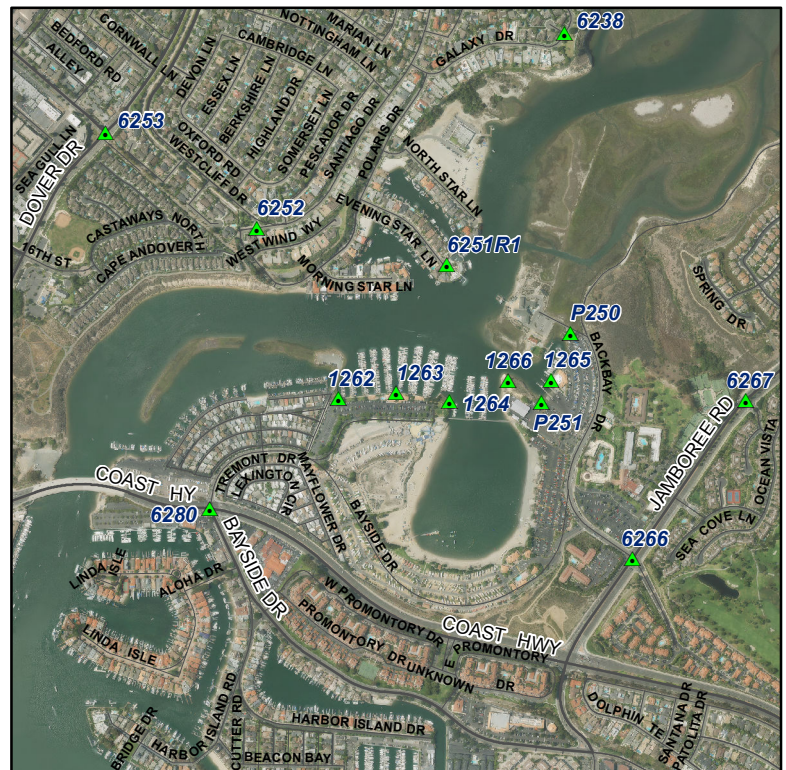 6238
MARIAN LN
NOTTINGHAM LN
CORNWALL LN
BEDFORD RD
ALLEY
CAMBRIDGE LN
GALAXY DR
DEVON LN
ESSEX LN
BERKSHIRE LN
HIGHLAND DR
SOMERSET LN
PESCADOR DR
SANTIAGO DR
POLARIS DR
6253
OXFORD RD
WESTCLIFF DR
SEA GULL LN
DOVER DR
NORTH STAR LN
EVENING STAR LN
6252
CASTAWAYS NORTH
WEST WIND WY
16TH ST
CAPE ANDOVER
6251R1
MORNING STAR LN
SPRING DR
P250
BACKBAY DR
1262
1263
1264
1266
1265
P251
6267
JAMBOREE RD
OCEAN VISTA
COAST HY
TREMONT DR
LEXINGTON CIR
MAYFLOWER DR
BAYSIDE DR
6280
BAYSIDE DR
SEA COVE LN
6266
LINDA ISLE
ALOHA DR
W PROMONTORY DR
COAST HWY
PROMONTORY DR
E PROMONTORY
UNKNOWN DR
LINDA ISLE
DOLPHIN TE
SANTANA DR
PATOLITA DR
BRIDGE DR
HARBOR ISLAND RD
CUTTER RD
HARBOR ISLAND DR
BEACON BAY